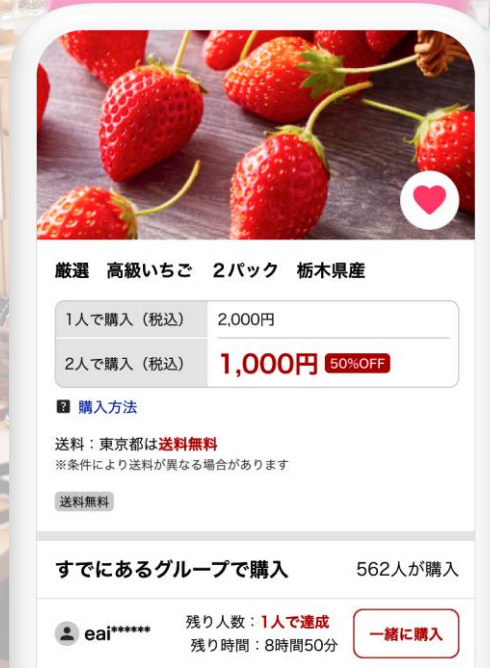 厳選　高級いちご　２パック　栃木県産
1人で購入（税込） 2,000円
2人で購入（税込） 1,000円 50%OFF
? 購入方法
送料：東京都は送料無料
※条件により送料が異なる場合があります
送料無料
すでにあるグループで購入 562人が購入
eai****** 残り人数：1人で達成
残り時間：8時間50分
一緒に購入